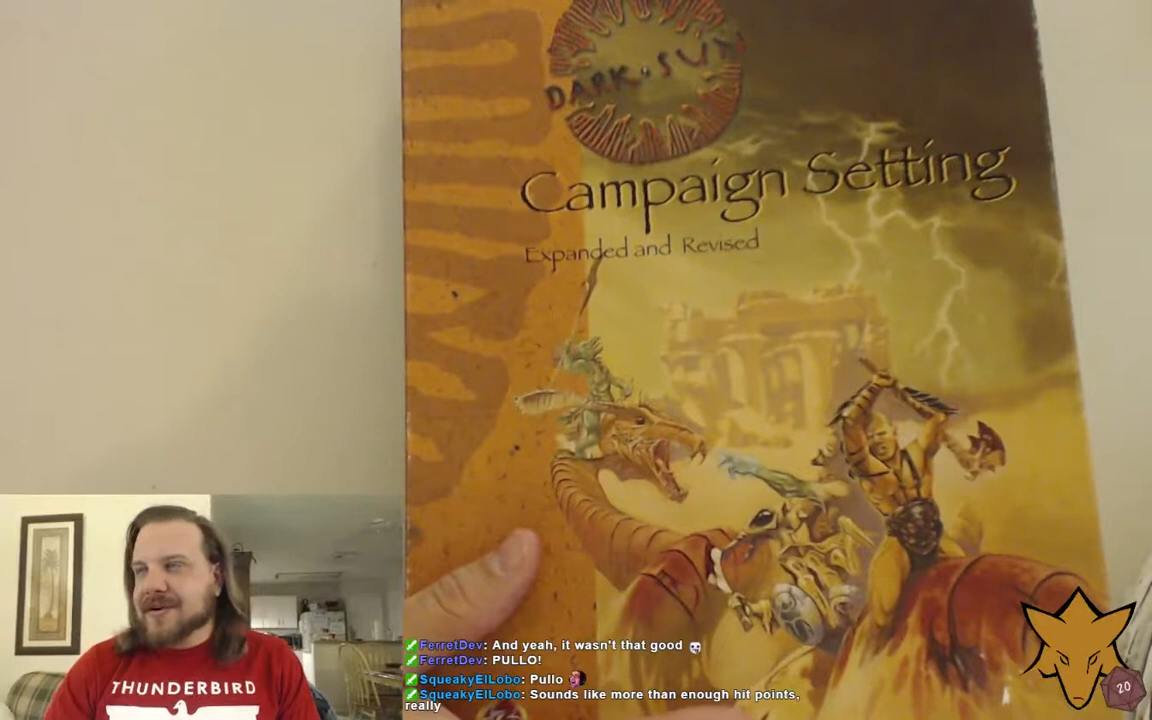 DARK·SUN
Campaign Setting
Expanded and Revised
THUNDERBIRD
FerretDev: And yeah, it wasn't that good
FerretDev: PULLO!
SqueakyElLobo: Pullo
SqueakyElLobo: Sounds like more than enough hit points,
really
20